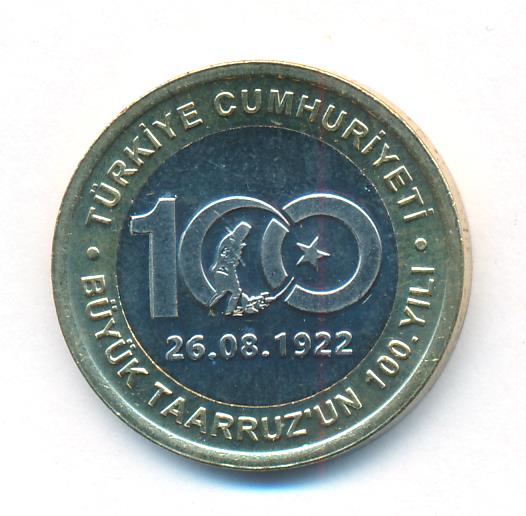 TÜRKİYE CUMHURİYETİ
100
26.08.1922
BÜYÜK TAARRUZ'UN 100.YILI